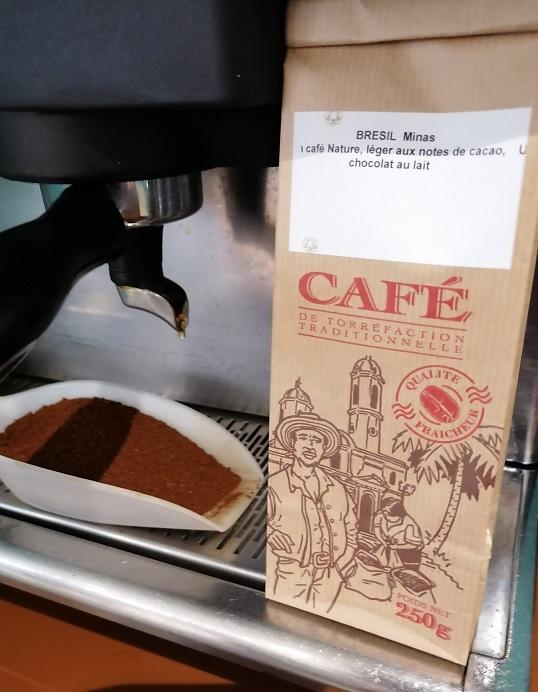 BRESIL Minas
café Nature, léger aux notes de cacao, U
chocolat au lait
CAFÉ
DE TORRÉFACTION
TRADITIONNELLE
QUALITE
FRAICHEUR
POIDS NET
250g